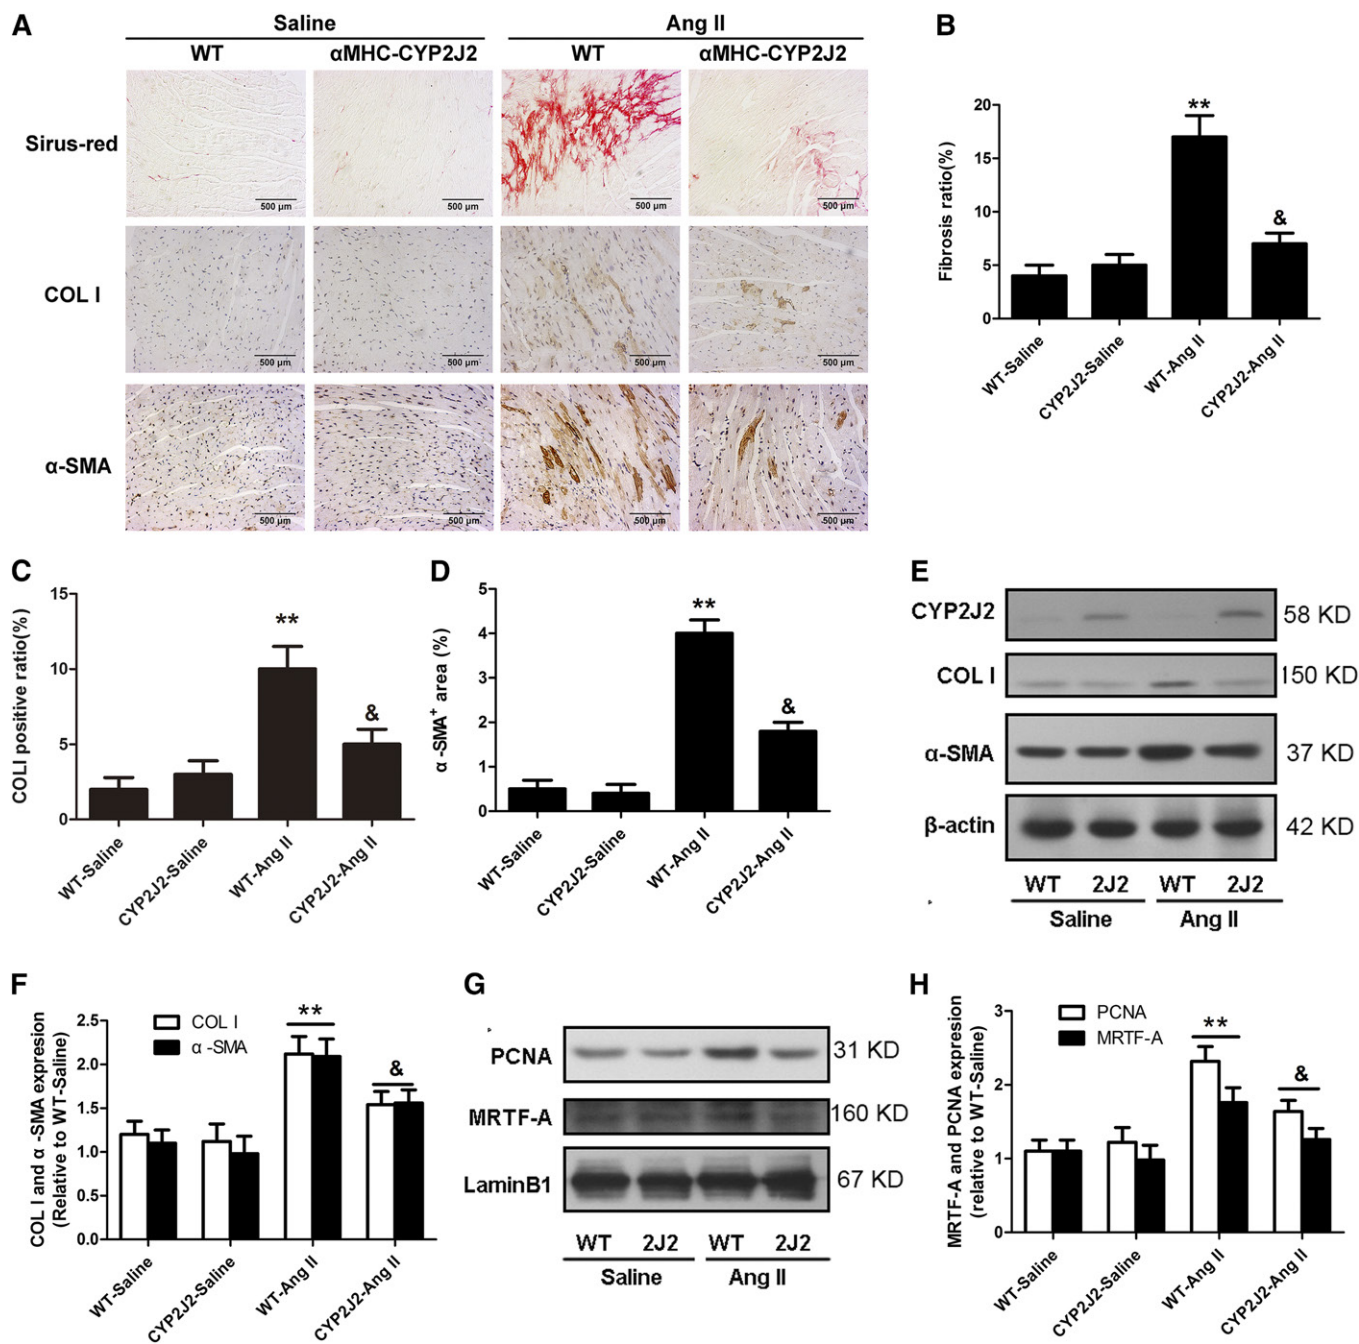 A
Saline
Ang II
WT
αMHC-CYP2J2
WT
αMHC-CYP2J2
Sirus-red
500 μm
500 μm
500 μm
500 μm
COL I
500 μm
500 μm
500 μm
500 μm
α-SMA
500 μm
500 μm
500 μm
500 μm
B
Fibrosis ratio(%)
20
15
10
5
0
**
&
WT-Saline
CYP2J2-Saline
WT-Ang II
CYP2J2-Ang II
C
COLI positive ratio(%)
15
10
5
0
**
&
WT-Saline
CYP2J2-Saline
WT-Ang II
CYP2J2-Ang II
D
α-SMA+ area (%)
5
4
3
2
1
0
**
&
WT-Saline
CYP2J2-Saline
WT-Ang II
CYP2J2-Ang II
E
CYP2J2
58 KD
COL I
150 KD
α-SMA
37 KD
β-actin
42 KD
WT
2J2
WT
2J2
Saline
Ang II
F
COL I and α-SMA expresion
(Relative to WT-Saline)
2.5
2.0
1.5
1.0
0.5
0.0
COL I
α-SMA
**
&
WT-Saline
CYP2J2-Saline
WT-Ang II
CYP2J2-Ang II
G
PCNA
31 KD
MRTF-A
160 KD
LaminB1
67 KD
WT
2J2
WT
2J2
Saline
Ang II
H
MRTF-A and PCNA expression
(relative to WT-Saline)
3
2
1
0
PCNA
MRTF-A
**
&
WT-Saline
CYP2J2-Saline
WT-Ang II
CYP2J2-Ang II